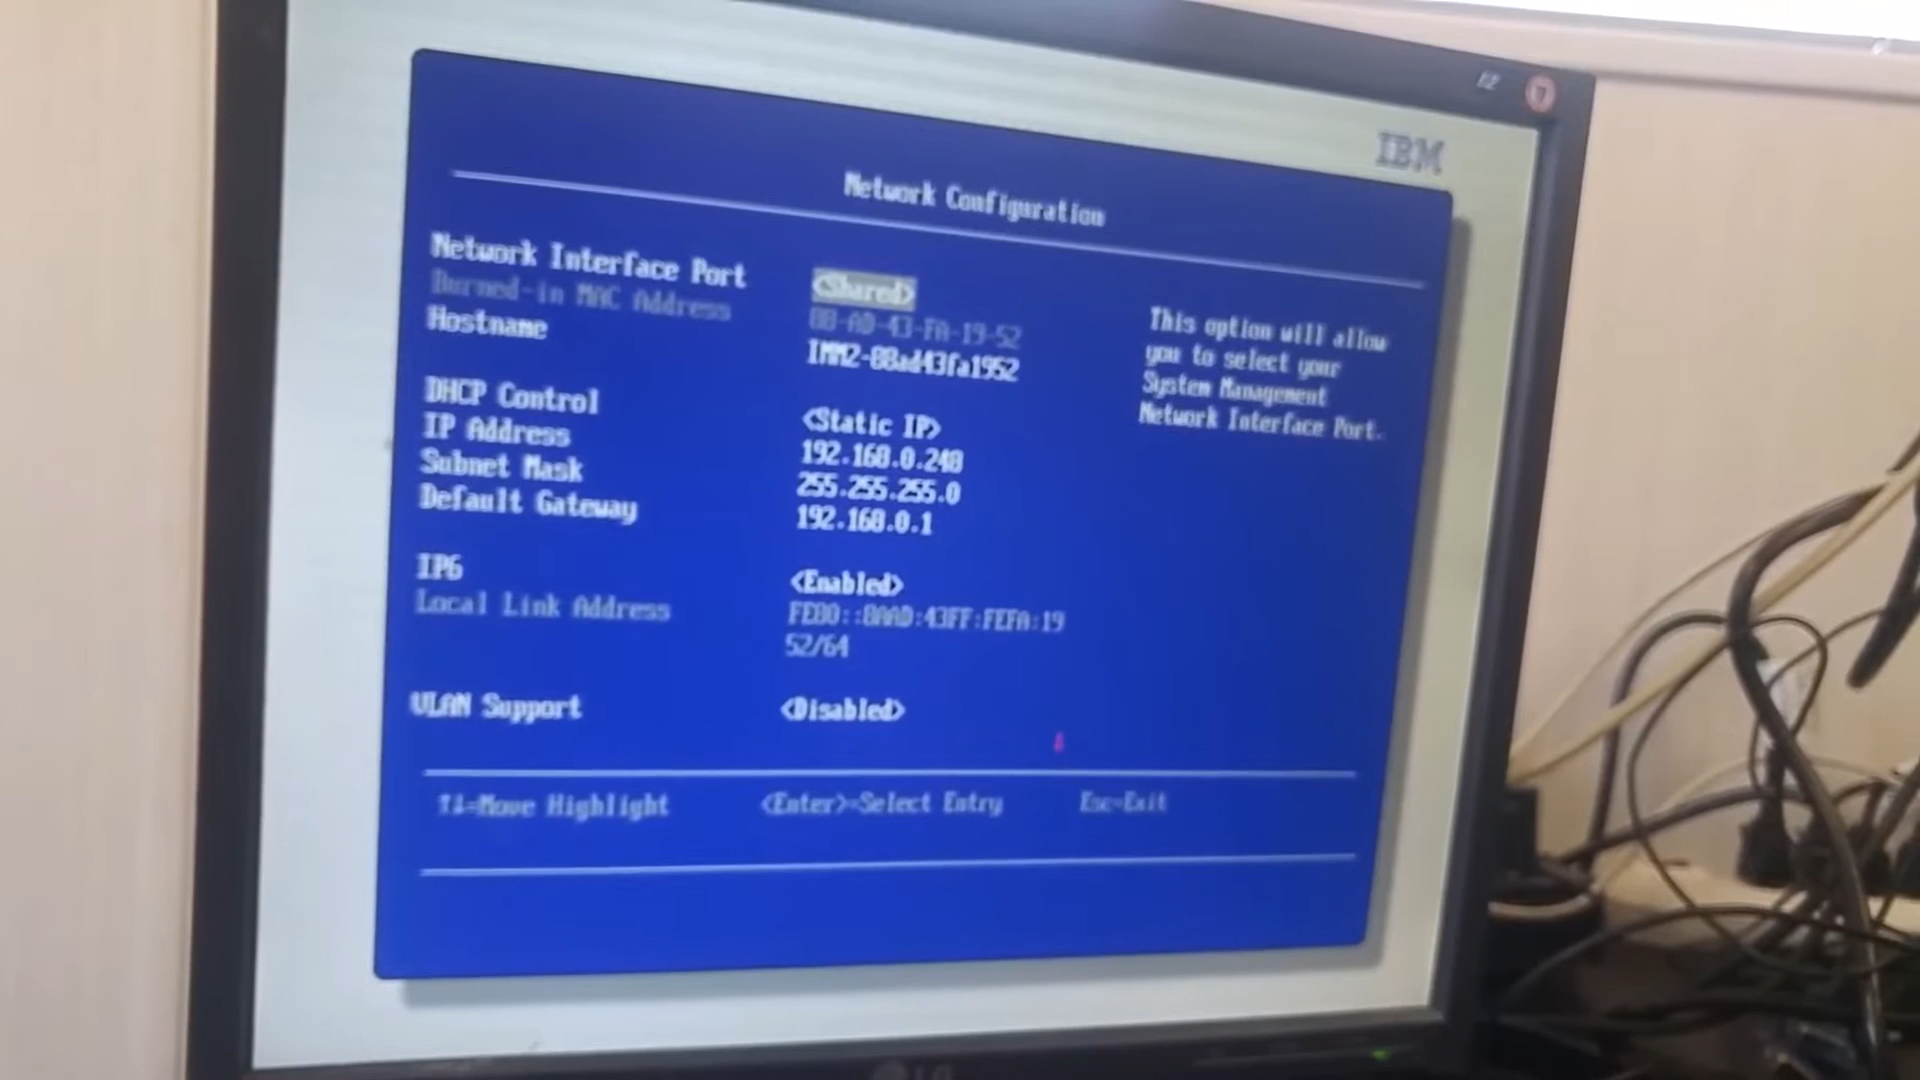 IBM
Network Configuration
Network Interface Port <Shared>
Burned-in MAC Address 88-AD-43-FA-19-52
Hostname IMM2-88ad43fa1952
DHCP Control <Static IP>
IP Address 192.168.0.240
Subnet Mask 255.255.255.0
Default Gateway 192.168.0.1
IP6 <Enabled>
Local Link Address FE80::8AAD:43FF:FEFA:19
52/64
VLAN Support <Disabled>
This option will allow
you to select your
System Management
Network Interface Port.
↑↓=Move Highlight <Enter>=Select Entry Esc=Exit